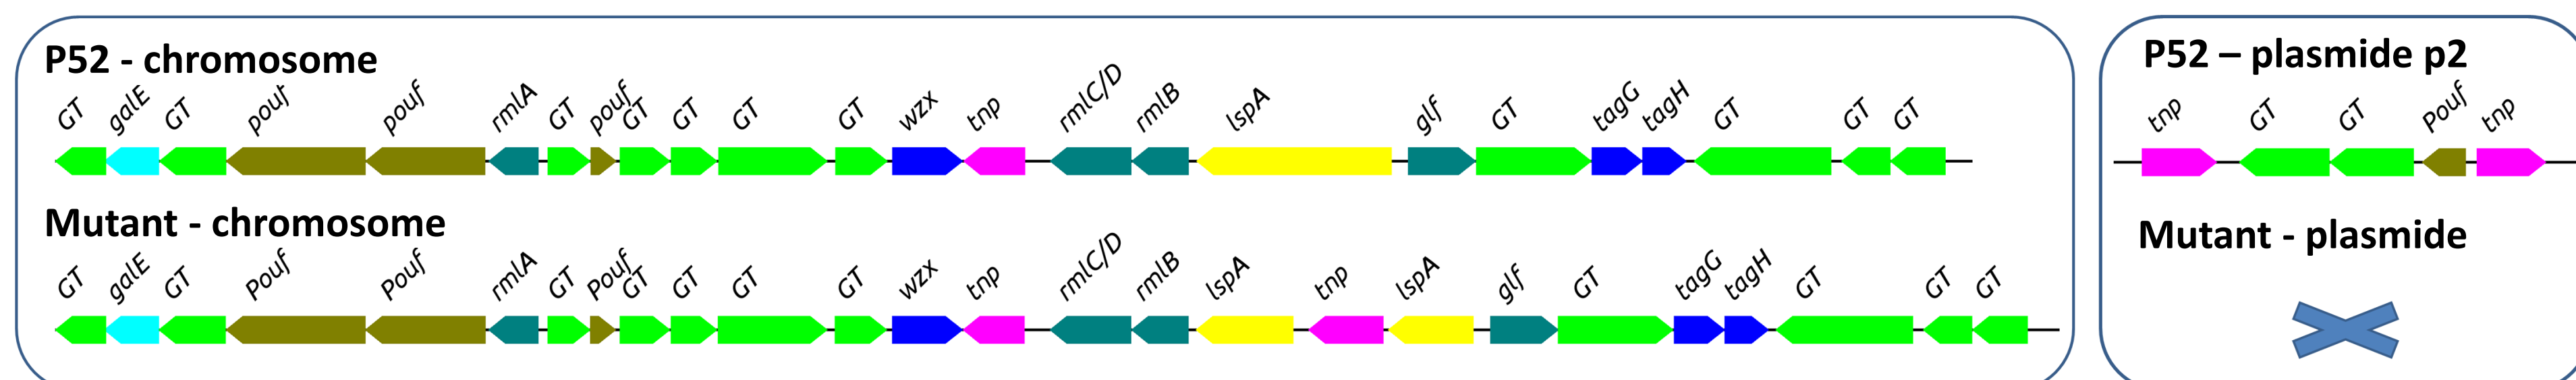 P52 - chromosome
GT galE GT pouf pouf rmlA GT pouf GT GT GT GT wzx tnp rmlC/D rmlB lspA glf GT tagG tagH GT GT GT
Mutant - chromosome
GT galE GT Pouf Pouf rmlA GT Pouf GT GT GT GT wzx tnp rmlC/D rmlB lspA tnp lspA glf GT tagG tagH GT GT GT
P52 – plasmide p2
tnp GT GT Pouf tnp
Mutant - plasmide